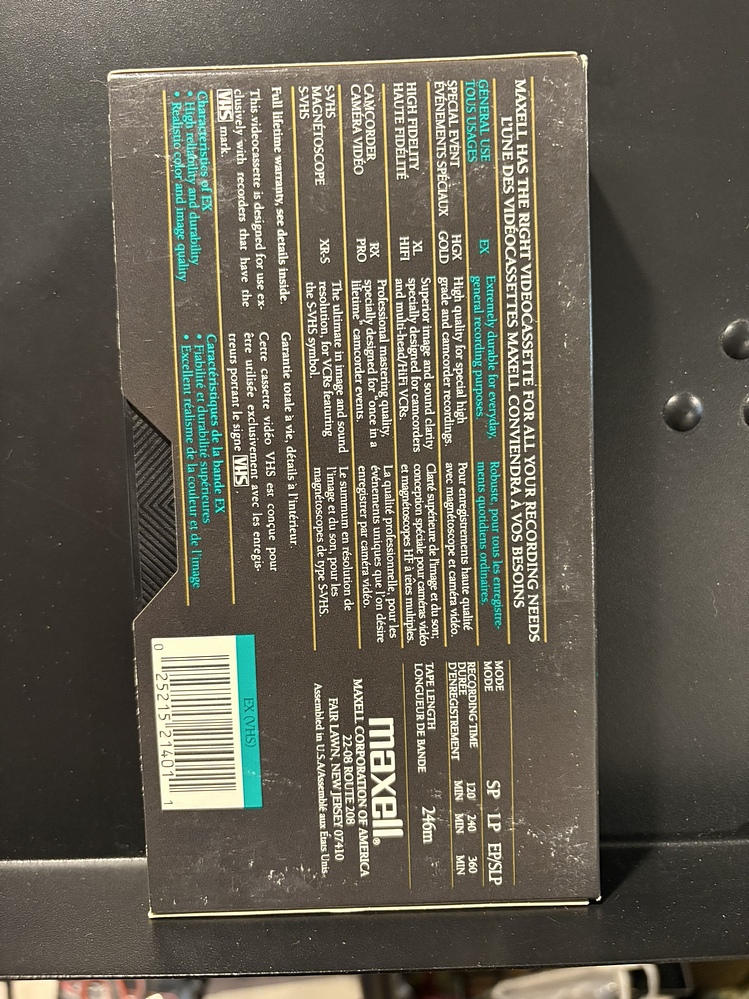 MAXELL HAS THE RIGHT VIDEOCASSETTE FOR ALL YOUR RECORDING NEEDS
L'UNE DES VIDÉOCASSETTES MAXELL CONVIENDRA À VOS BESOINS
GENERAL USE
TOUS USAGES
EX
Extremely durable for everyday,
general recording purposes.
Robuste, pour tous les enregistre-
ments quotidiens ordinaires.
SPECIAL EVENT
ÉVÉNEMENTS SPÉCIAUX
HGX
GOLD
High quality for special high
grade and camcorder recordings.
Pour enregistrements haute qualité
avec magnétoscope et caméra vidéo.
HIGH FIDELITY
HAUTE FIDÉLITÉ
XL
HIFI
Superior image and sound clarity
specially designed for camcorders
and multi-head/HiFi VCRs.
Clarté supérieure de l'image et du son;
conception spéciale pour caméras vidéo
et magnétoscopes HF à têtes multiples.
CAMCORDER
CAMÉRA VIDÉO
RX
PRO
Professional mastering quality,
specially designed for "once in a
lifetime" camcorder events.
La qualité professionnelle, pour les
événements uniques que l'on désire
enregistrer par caméra vidéo.
S-VHS
MAGNÉTOSCOPE
S-VHS
XR-S
The ultimate in image and sound
resolution, for VCRs featuring
the S-VHS symbol.
Le summum en résolution de
l'image et du son, pour les
magnétoscopes de type S-VHS.
Full lifetime warranty, see details inside.
This videocassette is designed for use ex-
clusively with recorders that have the
VHS mark.
Garantie totale à vie, détails à l'intérieur.
Cette cassette vidéo VHS est conçue pour
être utilisée exclusivement avec les enregis-
treurs portant le signe VHS.
Characteristics of EX
• High reliability and durability
• Realistic color and image quality
Caractéristiques de la bande EX
• Fiabilité et durabilité supérieures
• Excellent réalisme de la couleur et de l'image
MODE
MODE
SP LP EP/SLP
RECORDING TIME
DURÉE
D'ENREGISTREMENT
120 240 360
MIN MIN MIN
TAPE LENGTH
LONGUEUR DE BANDE
246m
maxell®
MAXELL CORPORATION OF AMERICA
22-08 ROUTE 208
FAIR LAWN, NEW JERSEY 07410
Assembled in U.S.A/Assemblé aux États Unis.
EX (VHS)
0 25215 21401 1